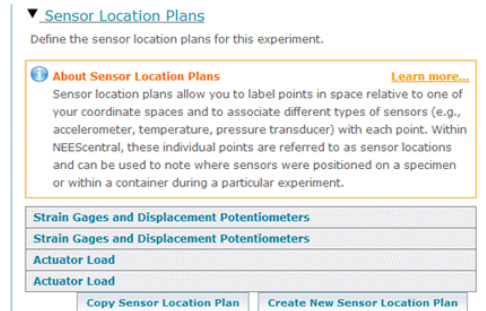 Sensor Location Plans
Define the sensor location plans for this experiment.
About Sensor Location Plans Learn more...
Sensor location plans allow you to label points in space relative to one of
your coordinate spaces and to associate different types of sensors (e.g.,
accelerometer, temperature, pressure transducer) with each point. Within
NEEScentral, these individual points are referred to as sensor locations
and can be used to note where sensors were positioned on a specimen
or within a container during a particular experiment.
Strain Gages and Displacement Potentiometers
Strain Gages and Displacement Potentiometers
Actuator Load
Actuator Load
Copy Sensor Location Plan Create New Sensor Location Plan